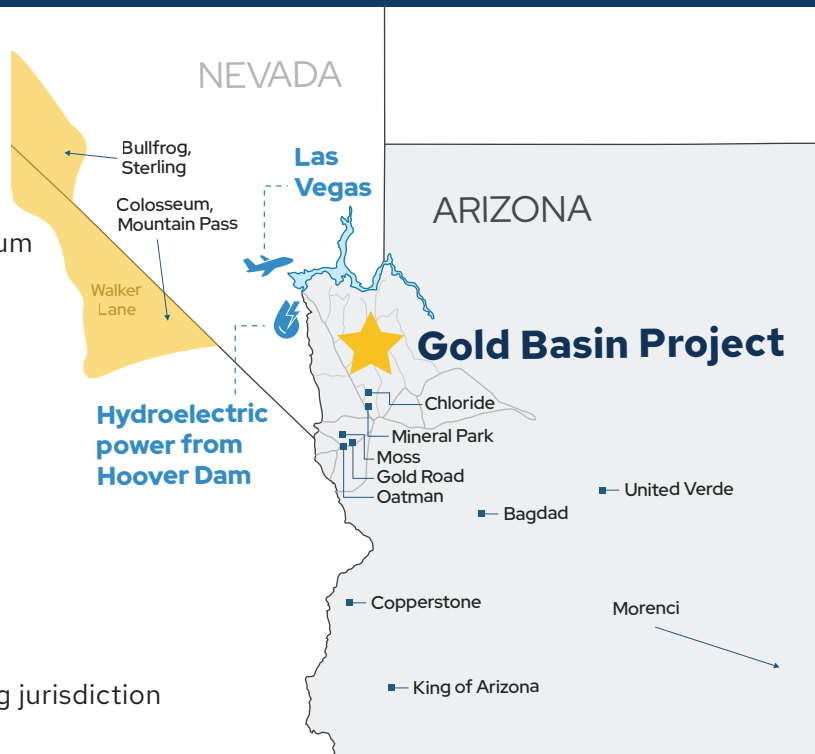 NEVADA
Bullfrog,
Sterling
Las
Vegas
Colosseum,
Mountain Pass
ARIZONA
um
Walker
Lane
Gold Basin Project
Hydroelectric
power from
Hoover Dam
Chloride
Mineral Park
Moss
Gold Road
Oatman
United Verde
Bagdad
Copperstone
Morenci
King of Arizona
g jurisdiction